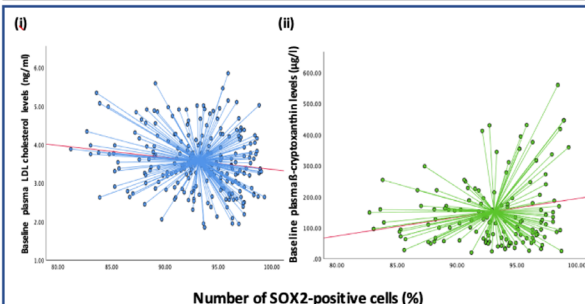 (i)
(ii)
Baseline plasma LDL cholesterol levels (ng/ml)
6.00
5.00
4.00
3.00
2.00
1.00
80.00 85.00 90.00 95.00 100.00
Baseline plasmaß-cryptoxanthin levels (µg/l)
600.00
500.00
400.00
300.00
200.00
100.00
.00
80.00 85.00 90.00 95.00 100.00
Number of SOX2-positive cells (%)